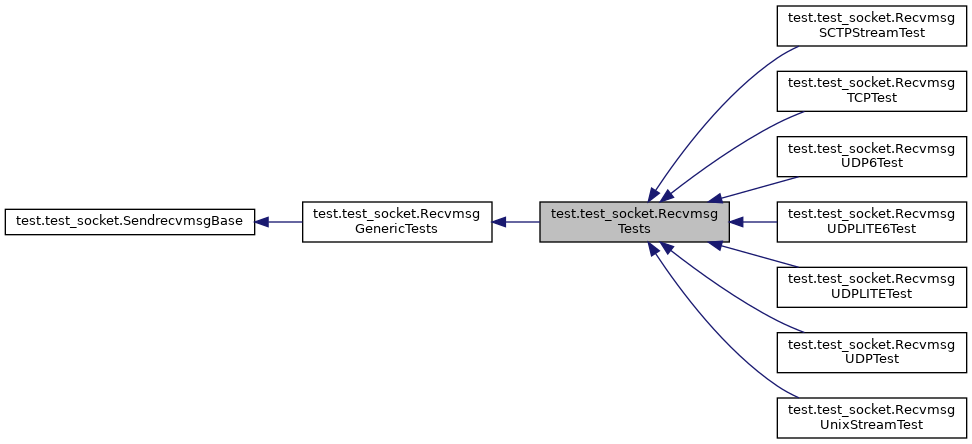 test.test_socket.SendrecvmsgBase
test.test_socket.Recvmsg
GenericTests
test.test_socket.Recvmsg
Tests
test.test_socket.Recvmsg
SCTPStreamTest
test.test_socket.Recvmsg
TCPTest
test.test_socket.Recvmsg
UDP6Test
test.test_socket.Recvmsg
UDPLITE6Test
test.test_socket.Recvmsg
UDPLITETest
test.test_socket.Recvmsg
UDPTest
test.test_socket.Recvmsg
UnixStreamTest